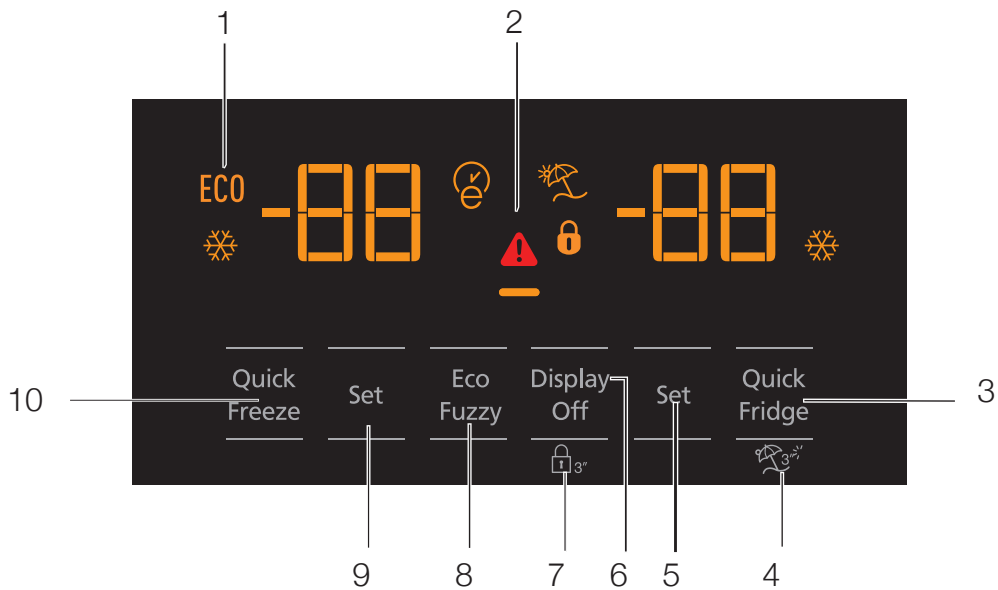 1
2
ECO
-88
e
-88
Quick Freeze
Set
Eco Fuzzy
Display Off
Set
Quick Fridge
10
3
3"
3"
9
8
7
6
5
4